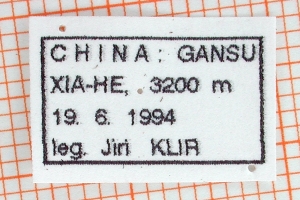 CHINA: GANSU
XIA-HE, 3200 m
19. 6. 1994
leg. Jiri KLIR